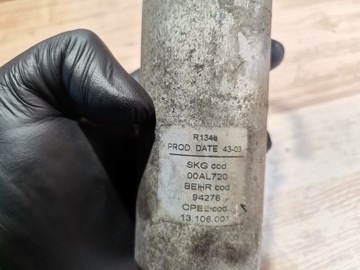 R134a
PROD. DATE 43-03
SKG cod.
00AL720
BEHR cod.
94276
OPEL cod.
13.106.001